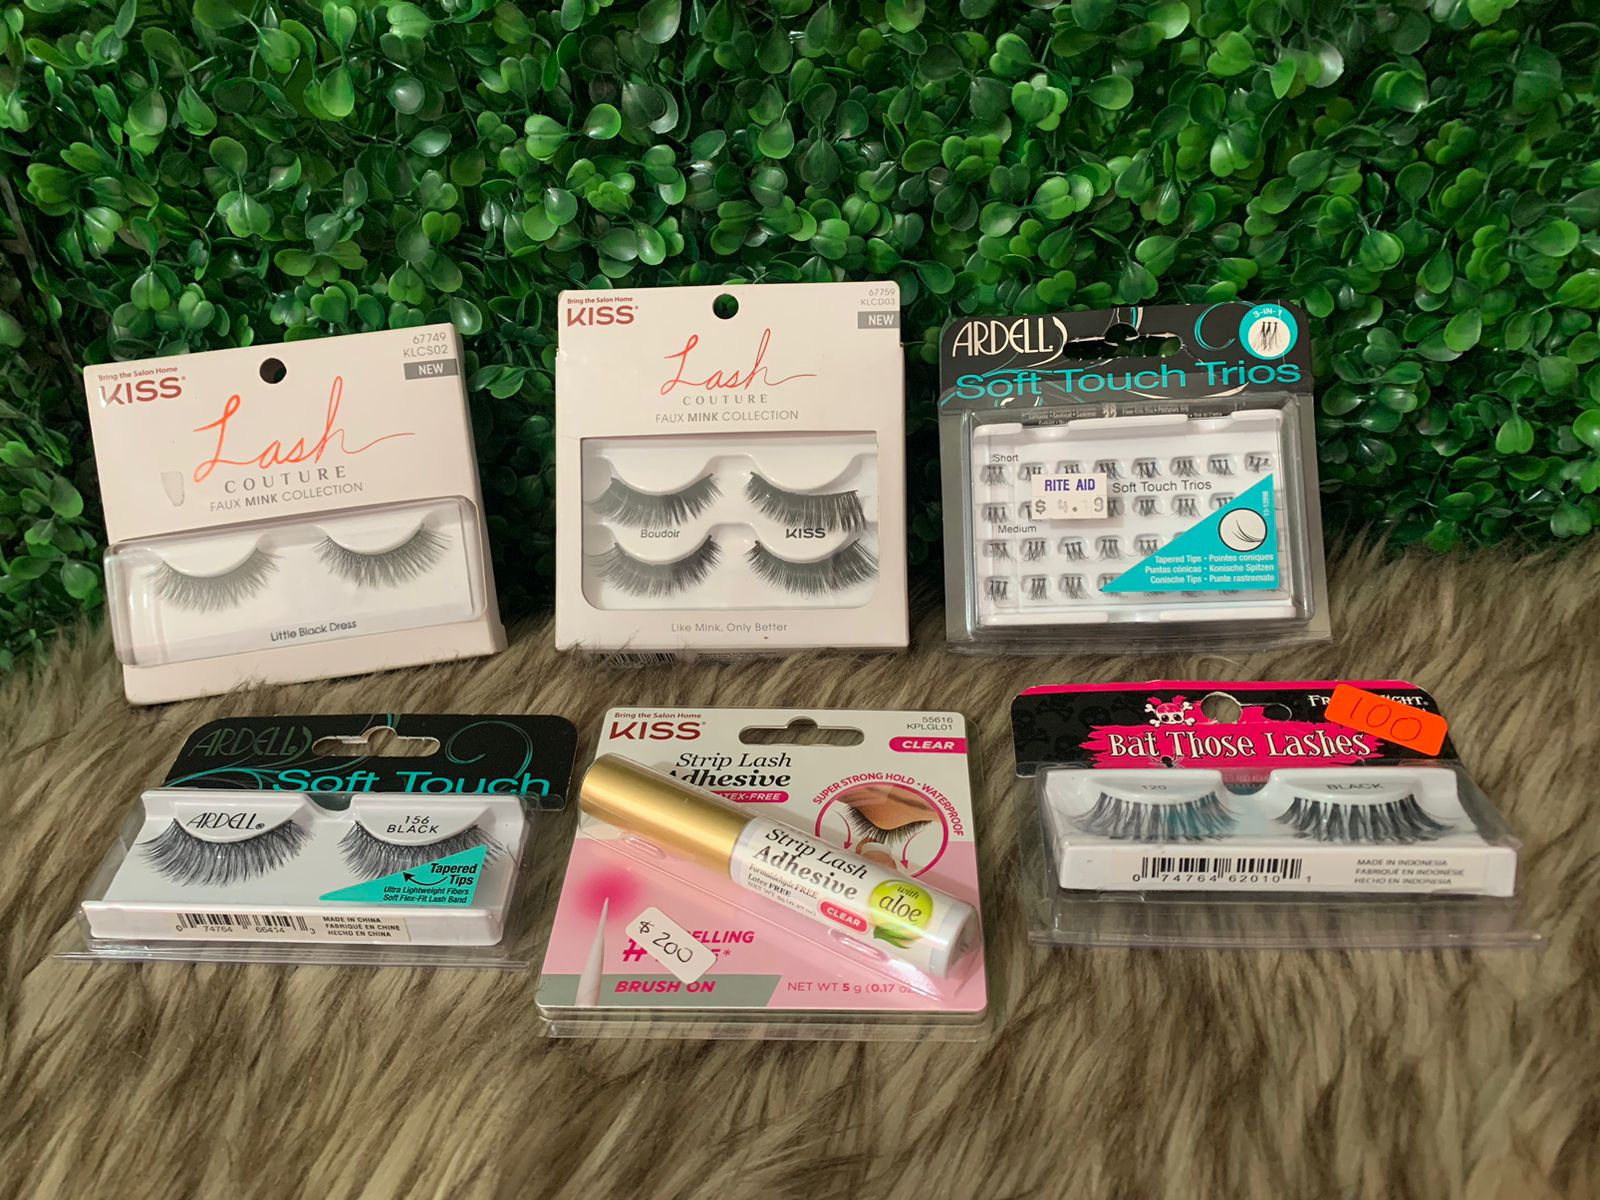 Bring the Salon Home
KISS
67749
KLCS02
NEW
Lash
COUTURE
FAUX MINK COLLECTION
Little Black Dress
Bring the Salon Home
KISS
67759
KLCD03
NEW
Lash
COUTURE
FAUX MINK COLLECTION
Boudoir
KISS
Like Mink, Only Better
ARDELL
3-IN-1
Soft Touch Trios
Short
RITE AID
Soft Touch Trios
Medium
Tapered Tips - Pointes coniques
Puntas cónicas - Konische Spitzen
Conische Tips - Punte rastremate
ARDELL
Soft Touch
ARDELL®
156
BLACK
Tapered
Tips
Ultra Lightweight Fibers
Soft Flex-Fit Lash Band
0 74764 66414 3
MADE IN CHINA
FABRIQUÉ EN CHINE
HECHO EN CHINA
Bring the Salon Home
KISS®
55616
KPLGL01
CLEAR
Strip Lash
Adhesive
SUPER STRONG HOLD • WATERPROOF
Strip Lash
Adhesive
Formaldehyde FREE
Latex FREE
CLEAR
with
aloe
$ 200
BRUSH ON
NET WT 5 g (0.17 oz
100
Bat Those Lashes
120
BLACK
0 74764 62010 1
MADE IN INDONESIA
FABRIQUÉ EN INDONÉSIE
HECHO EN INDONESIA